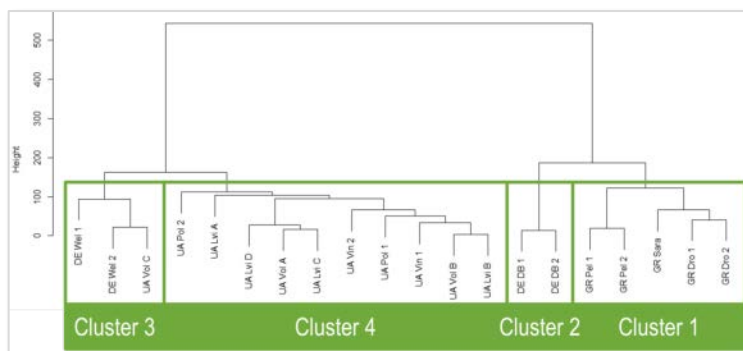 500
400
300
200
100
0
Height
DE Wel 1
DE Wel 2
UA Vol C
UA Pol 2
UA Lvi A
UA Lvi D
UA Vol A
UA Lvi C
UA Vin 2
UA Pol 1
UA Vin 1
UA Vol B
UA Lvi B
DE DB 1
DE DB 2
GR Pel 1
GR Pel 2
GR Sara
GR Dro 1
GR Dro 2
Cluster 3
Cluster 4
Cluster 2
Cluster 1